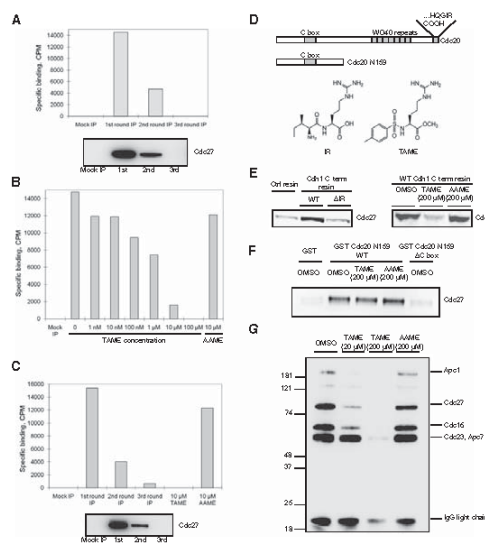 A
Specific binding, CPM
16000
14000
12000
10000
8000
6000
4000
2000
0
Mock IP 1st round IP 2nd round IP 3rd round IP
Cdc27
Mock IP 1st 2nd 3rd
B
Specific binding, CPM
14000
12000
10000
8000
6000
4000
2000
0
Mock IP 0 1 nM 10 nM 100 nM 1 µM 10 µM 100 µM 10 µM
TAME concentration AAME
C
Specific binding, CPM
16000
14000
12000
10000
8000
6000
4000
2000
0
Mock IP 1st round IP 2nd round IP 3rd round IP 10 µM TAME 10 µM AAME
Cdc27
Mock IP 1st 2nd 3rd
D
...HQGIR
COOH
C box WD40 repeats
Cdc20
C box
Cdc20 N159
IR TAME
E
Ctrl resin
Cdh1 C term resin
WT ΔIR
Cdc27
WT Cdh1 C term resin
DMSO TAME (200 µM) AAME (200 µM)
Cd
F
GST GST Cdc20 N159 WT GST Cdc20 N159 ΔC box
DMSO DMSO TAME (200 µM) AAME (200 µM) DMSO
Cdc27
G
DMSO TAME (20 µM) TAME (200 µM) AAME (200 µM)
181
121
74
49
37
26
19
Apc1
Cdc27
Cdc16
Cdc23, Apc7
IgG light chai